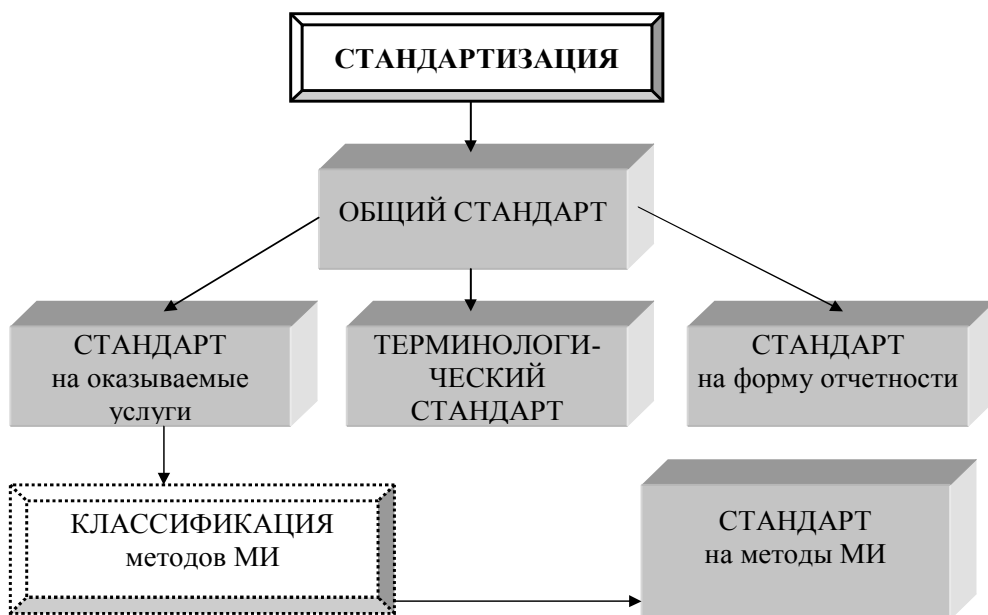 СТАНДАРТИЗАЦИЯ
ОБЩИЙ СТАНДАРТ
СТАНДАРТ
на оказываемые
услуги
ТЕРМИНОЛОГИ-
ЧЕСКИЙ
СТАНДАРТ
СТАНДАРТ
на форму отчетности
КЛАССИФИКАЦИЯ
методов МИ
СТАНДАРТ
на методы МИ